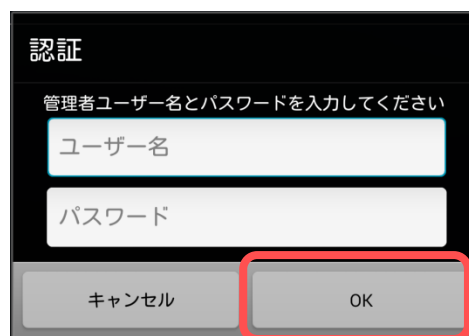 認証
管理者ユーザー名とパスワードを入力してください
ユーザー名
パスワード
キャンセル
OK